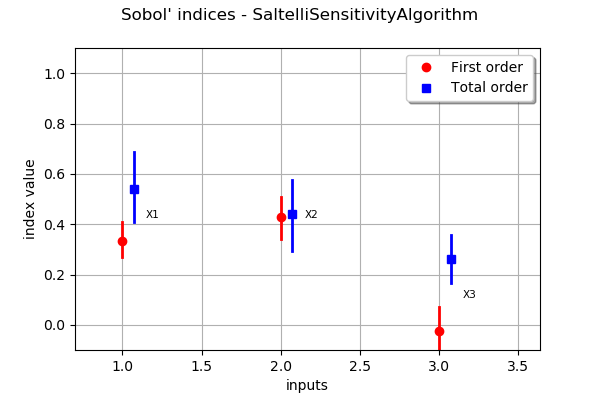 Sobol' indices - SaltelliSensitivityAlgorithm
First order
Total order
1.0
0.8
0.6
0.4
0.2
0.0
index value
X1
X2
X3
1.0 1.5 2.0 2.5 3.0 3.5
inputs